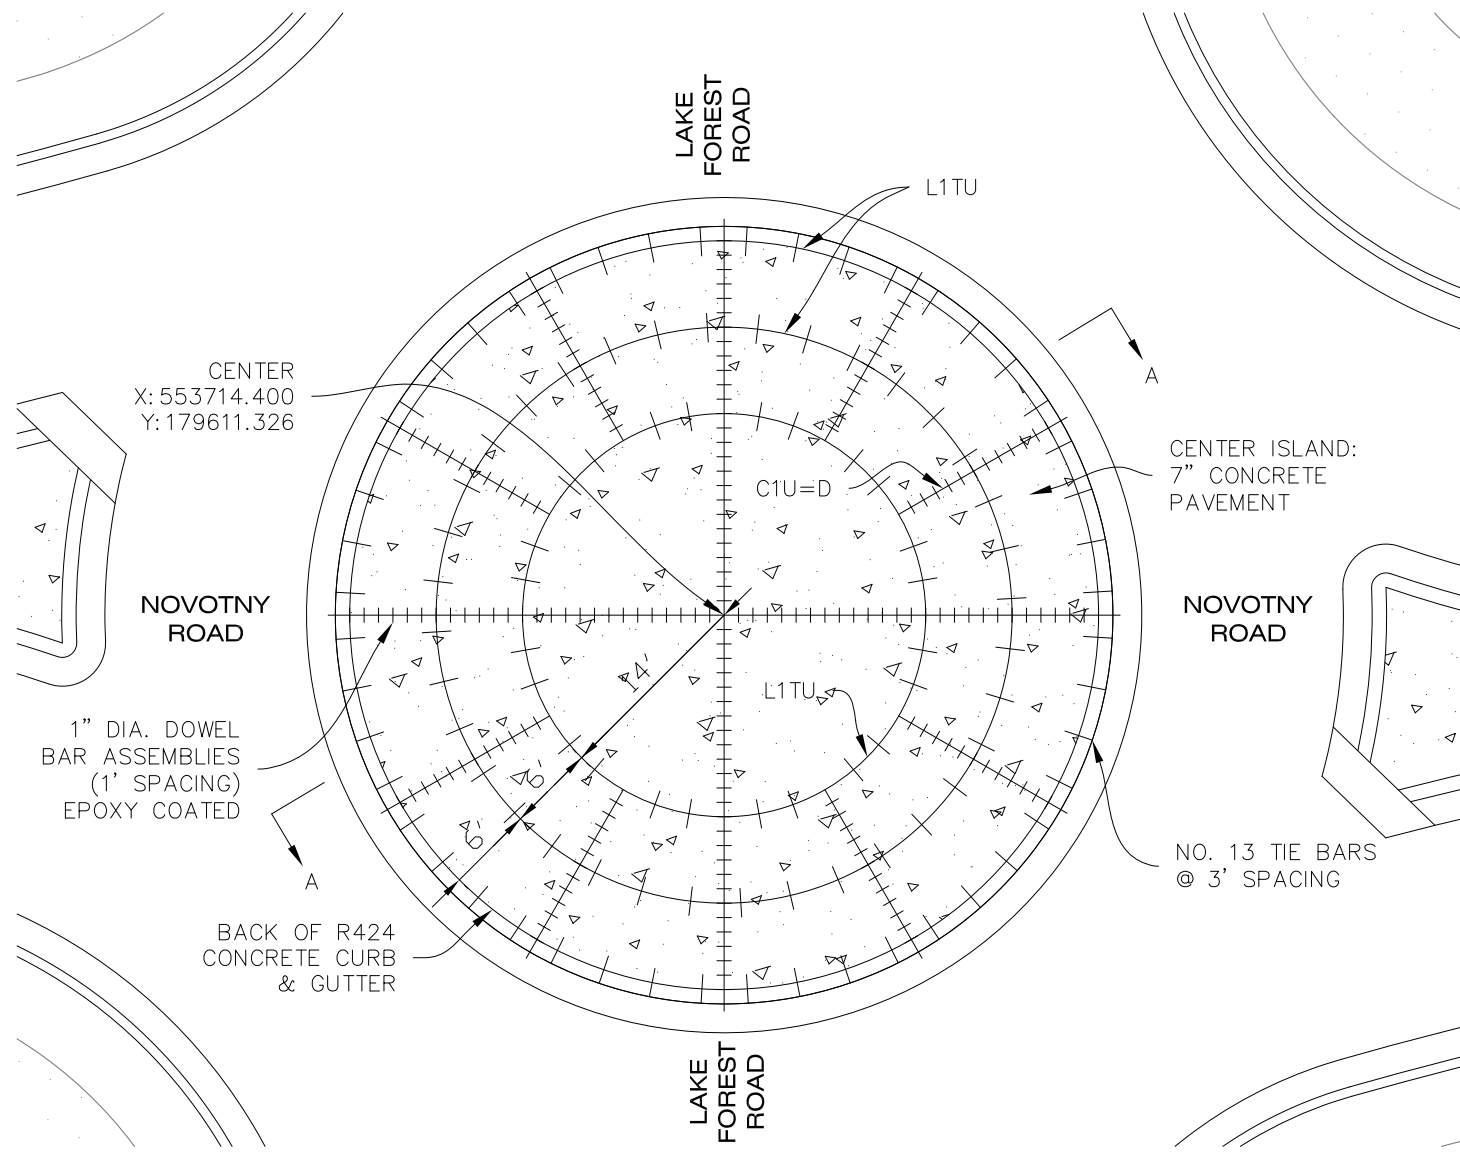 LAKE
FOREST
ROAD
L1TU
A
CENTER
X:553714.400
Y:179611.326
CENTER ISLAND:
7" CONCRETE
PAVEMENT
C1U=D
NOVOTNY
ROAD
NOVOTNY
ROAD
14'
L1TU
1" DIA. DOWEL
BAR ASSEMBLIES
(1' SPACING)
EPOXY COATED
6'
6'
NO. 13 TIE BARS
@ 3' SPACING
A
BACK OF R424
CONCRETE CURB
& GUTTER
LAKE
FOREST
ROAD